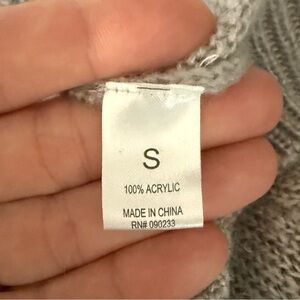 S
100% ACRYLIC
MADE IN CHINA
RN# 090233